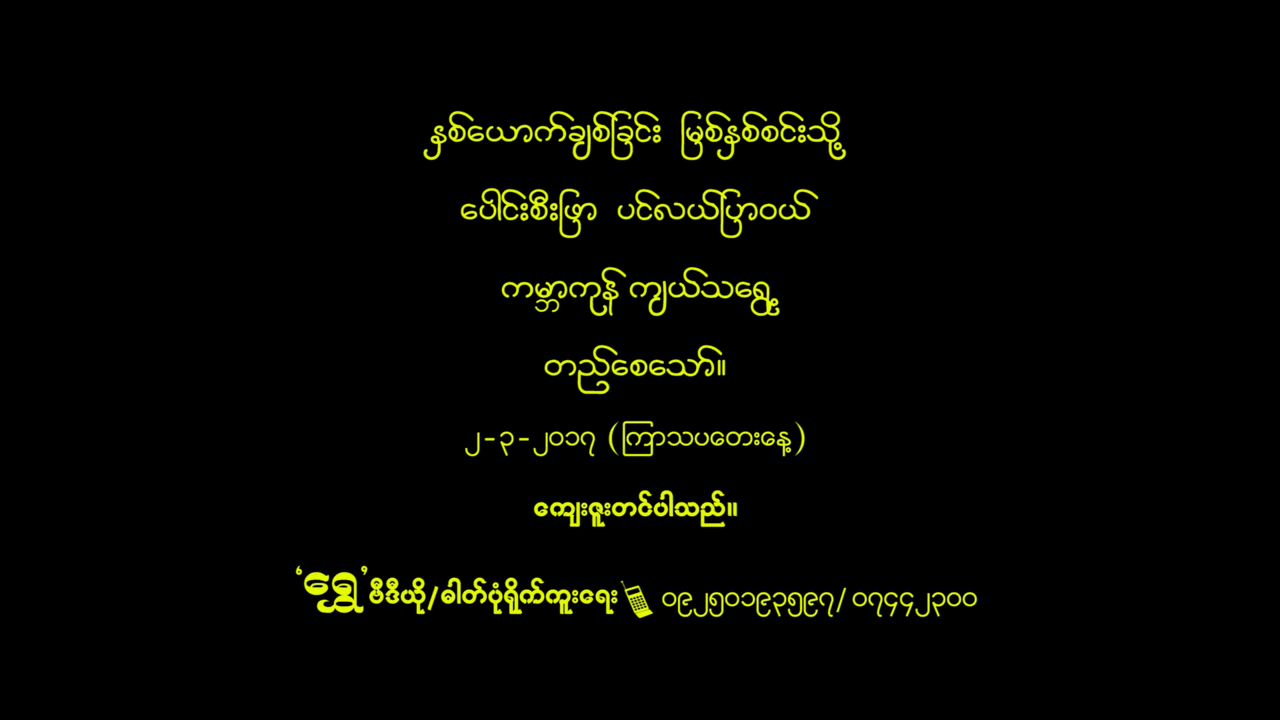 နှစ်ယောက်ချစ်ခြင်း မြစ်နှစ်စင်းသို့
ပေါင်းစီးဖြာ ပင်လယ်ပြာဝယ်
ကမ္ဘာကုန် ကျယ်သရွေ့
တည်စေသော်။
၂-၃-၂၀၁၇ (ကြာသပတေးနေ့)
ကျေးဇူးတင်ပါသည်။
‘ရွှေ’ ဗီဒီယို/ဓါတ်ပုံရိုက်ကူးရေး ၀၉၂၅၀၁၉၃၅၉၇/၀၇၄၄၂၃၀၀